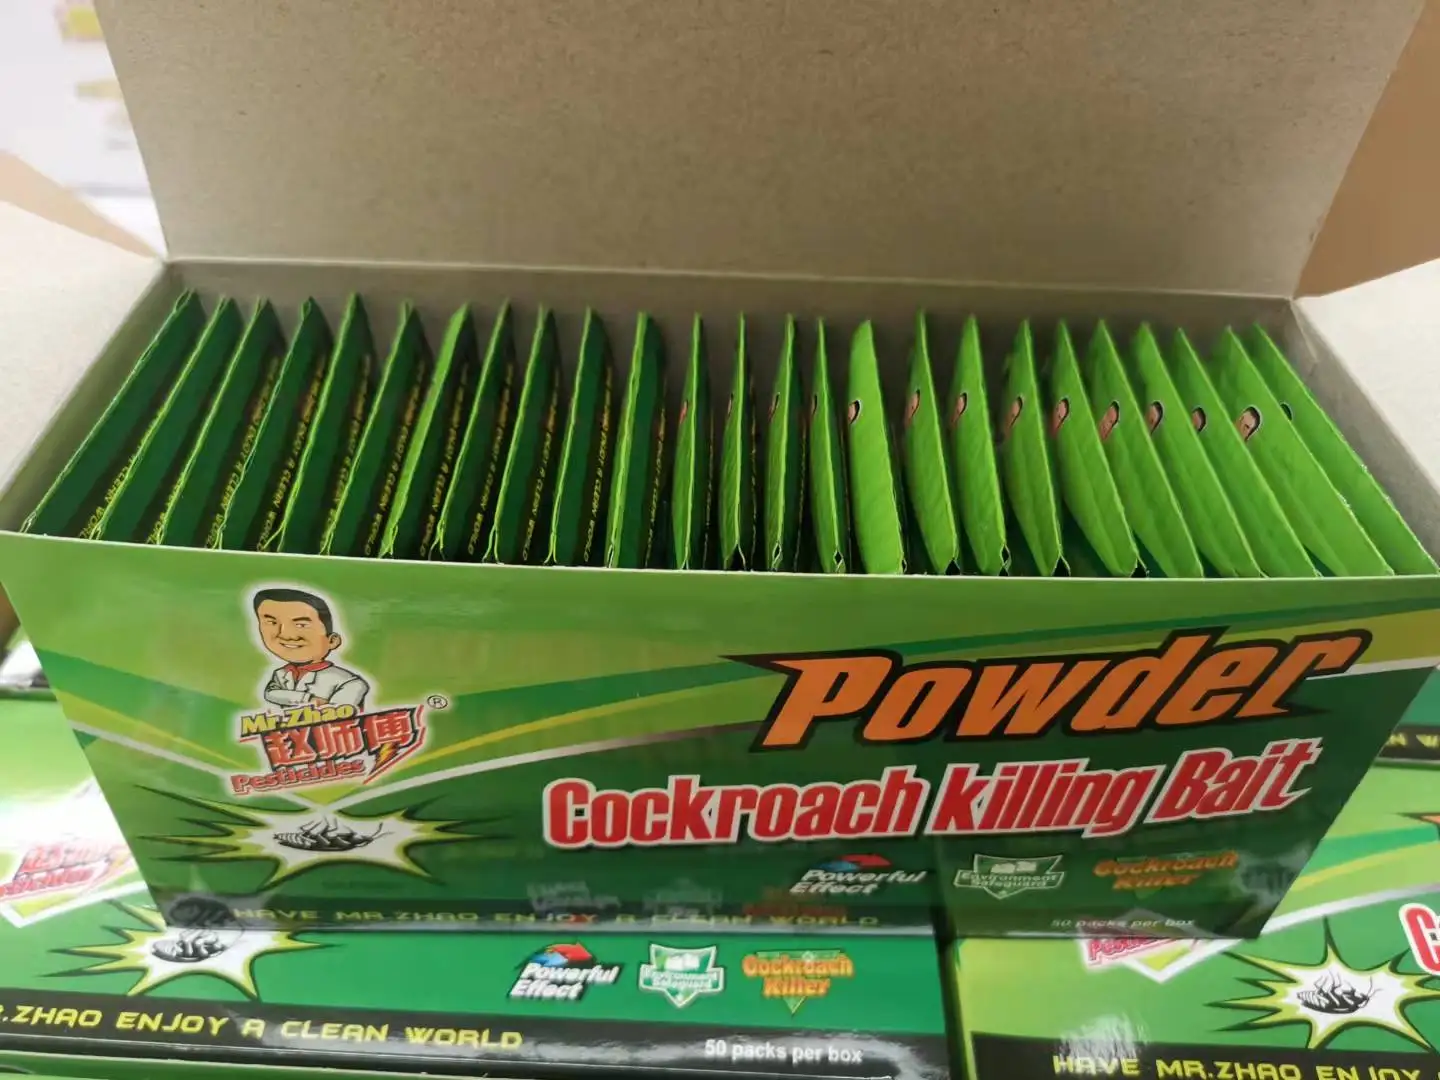 Mr.Zhao
赵师傅®
Pesticides
Powder
Cockroach Killing Bait
Powerful
Effect
Environment
Safeguard
Cockroach
Killer
HAVE MR.ZHAO ENJOY A CLEAN WORLD
50 packs per box
Powerful
Effect
Environment
Safeguard
Cockroach
Killer
R.ZHAO ENJOY A CLEAN WORLD
50 packs per box
Pesticides
HAVE MR.ZHAO ENJOY